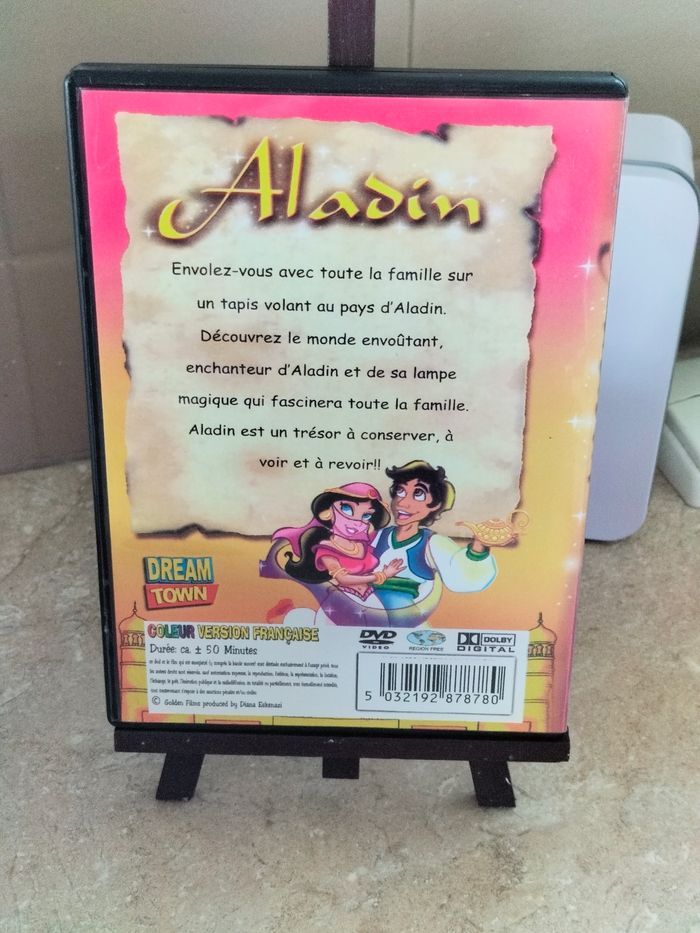 Aladin
Envolez-vous avec toute la famille sur
un tapis volant au pays d'Aladin.
Découvrez le monde envoûtant,
enchanteur d'Aladin et de sa lampe
magique qui fascinera toute la famille.
Aladin est un trésor à conserver, à
voir et à revoir!!
DREAM
TOWN
COLEUR VERSION FRANÇAISE
Durée: ca. ± 50 Minutes
© Golden Films produced by Diana Eskenazi
DVD
VIDEO
REGION FREE
DOLBY
DIGITAL
5 032192 878780